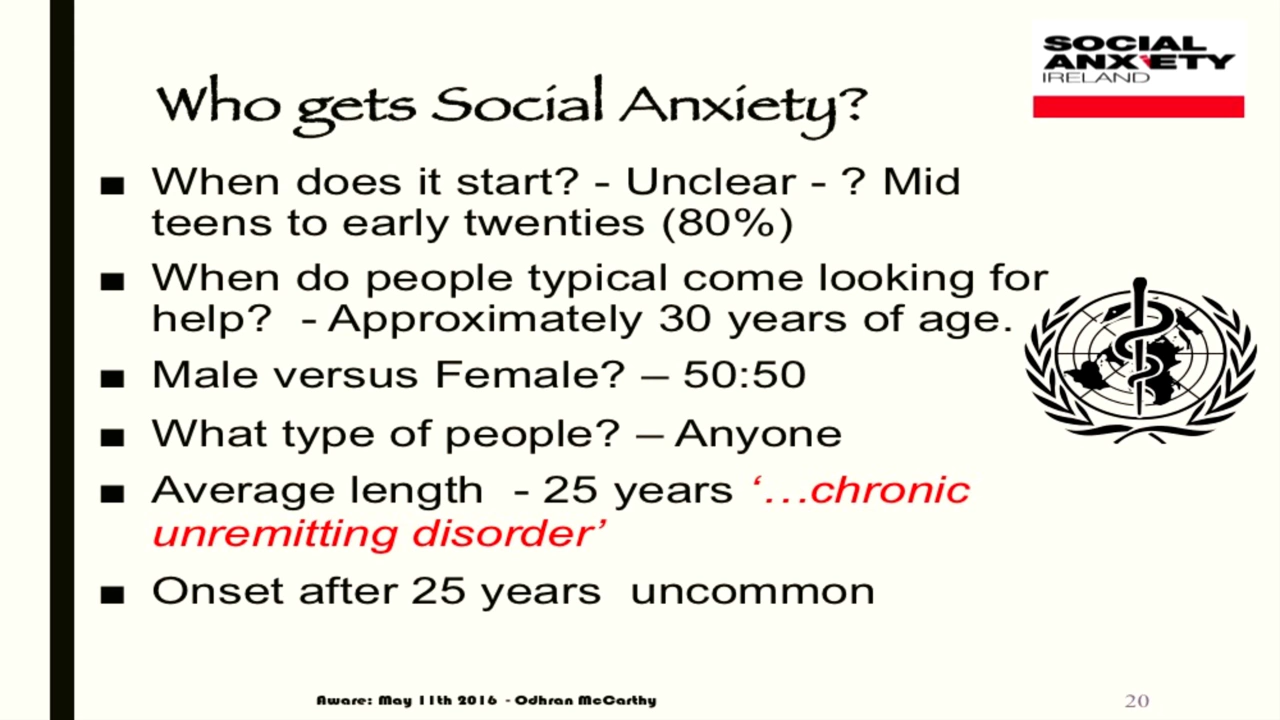 SOCIAL
ANXIETY
IRELAND
Who gets Social Anxiety?
■ When does it start? - Unclear - ? Mid
teens to early twenties (80%)
■ When do people typical come looking for
help?  - Approximately 30 years of age.
■ Male versus Female? – 50:50
■ What type of people? – Anyone
■ Average length  - 25 years ‘…chronic
unremitting disorder’
■ Onset after 25 years  uncommon
Aware: May 11th 2016 - Odhran McCarthy
20